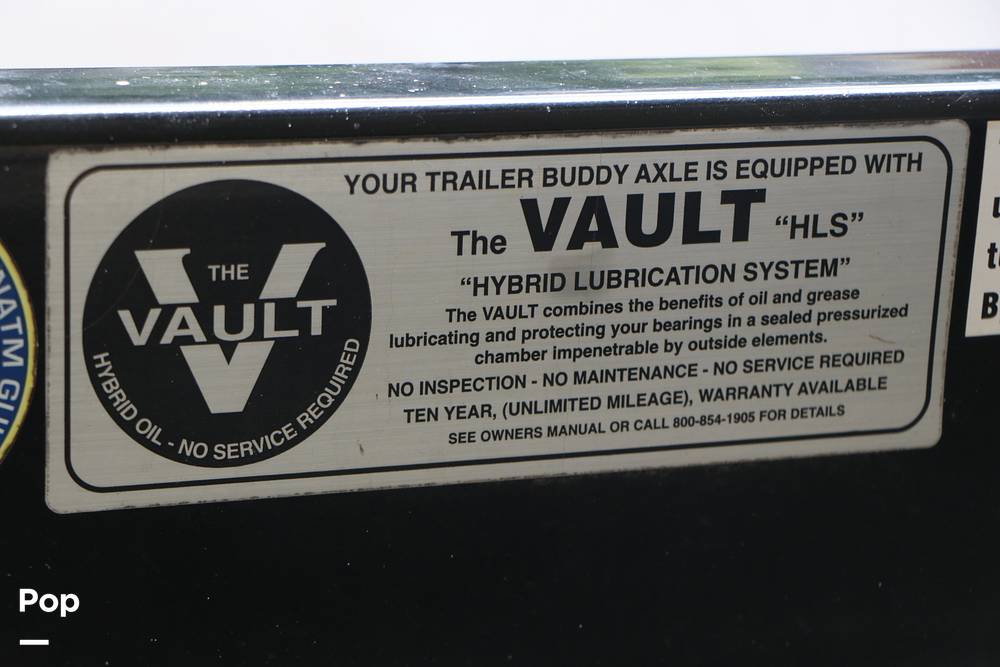 YOUR TRAILER BUDDY AXLE IS EQUIPPED WITH
The VAULT “HLS”
“HYBRID LUBRICATION SYSTEM”
The VAULT combines the benefits of oil and grease
lubricating and protecting your bearings in a sealed pressurized
chamber impenetrable by outside elements.
NO INSPECTION - NO MAINTENANCE - NO SERVICE REQUIRED
TEN YEAR, (UNLIMITED MILEAGE), WARRANTY AVAILABLE
SEE OWNERS MANUAL OR CALL 800-854-1905 FOR DETAILS
V
THE
VAULT
HYBRID OIL - NO SERVICE REQUIRED
NATM
Pop